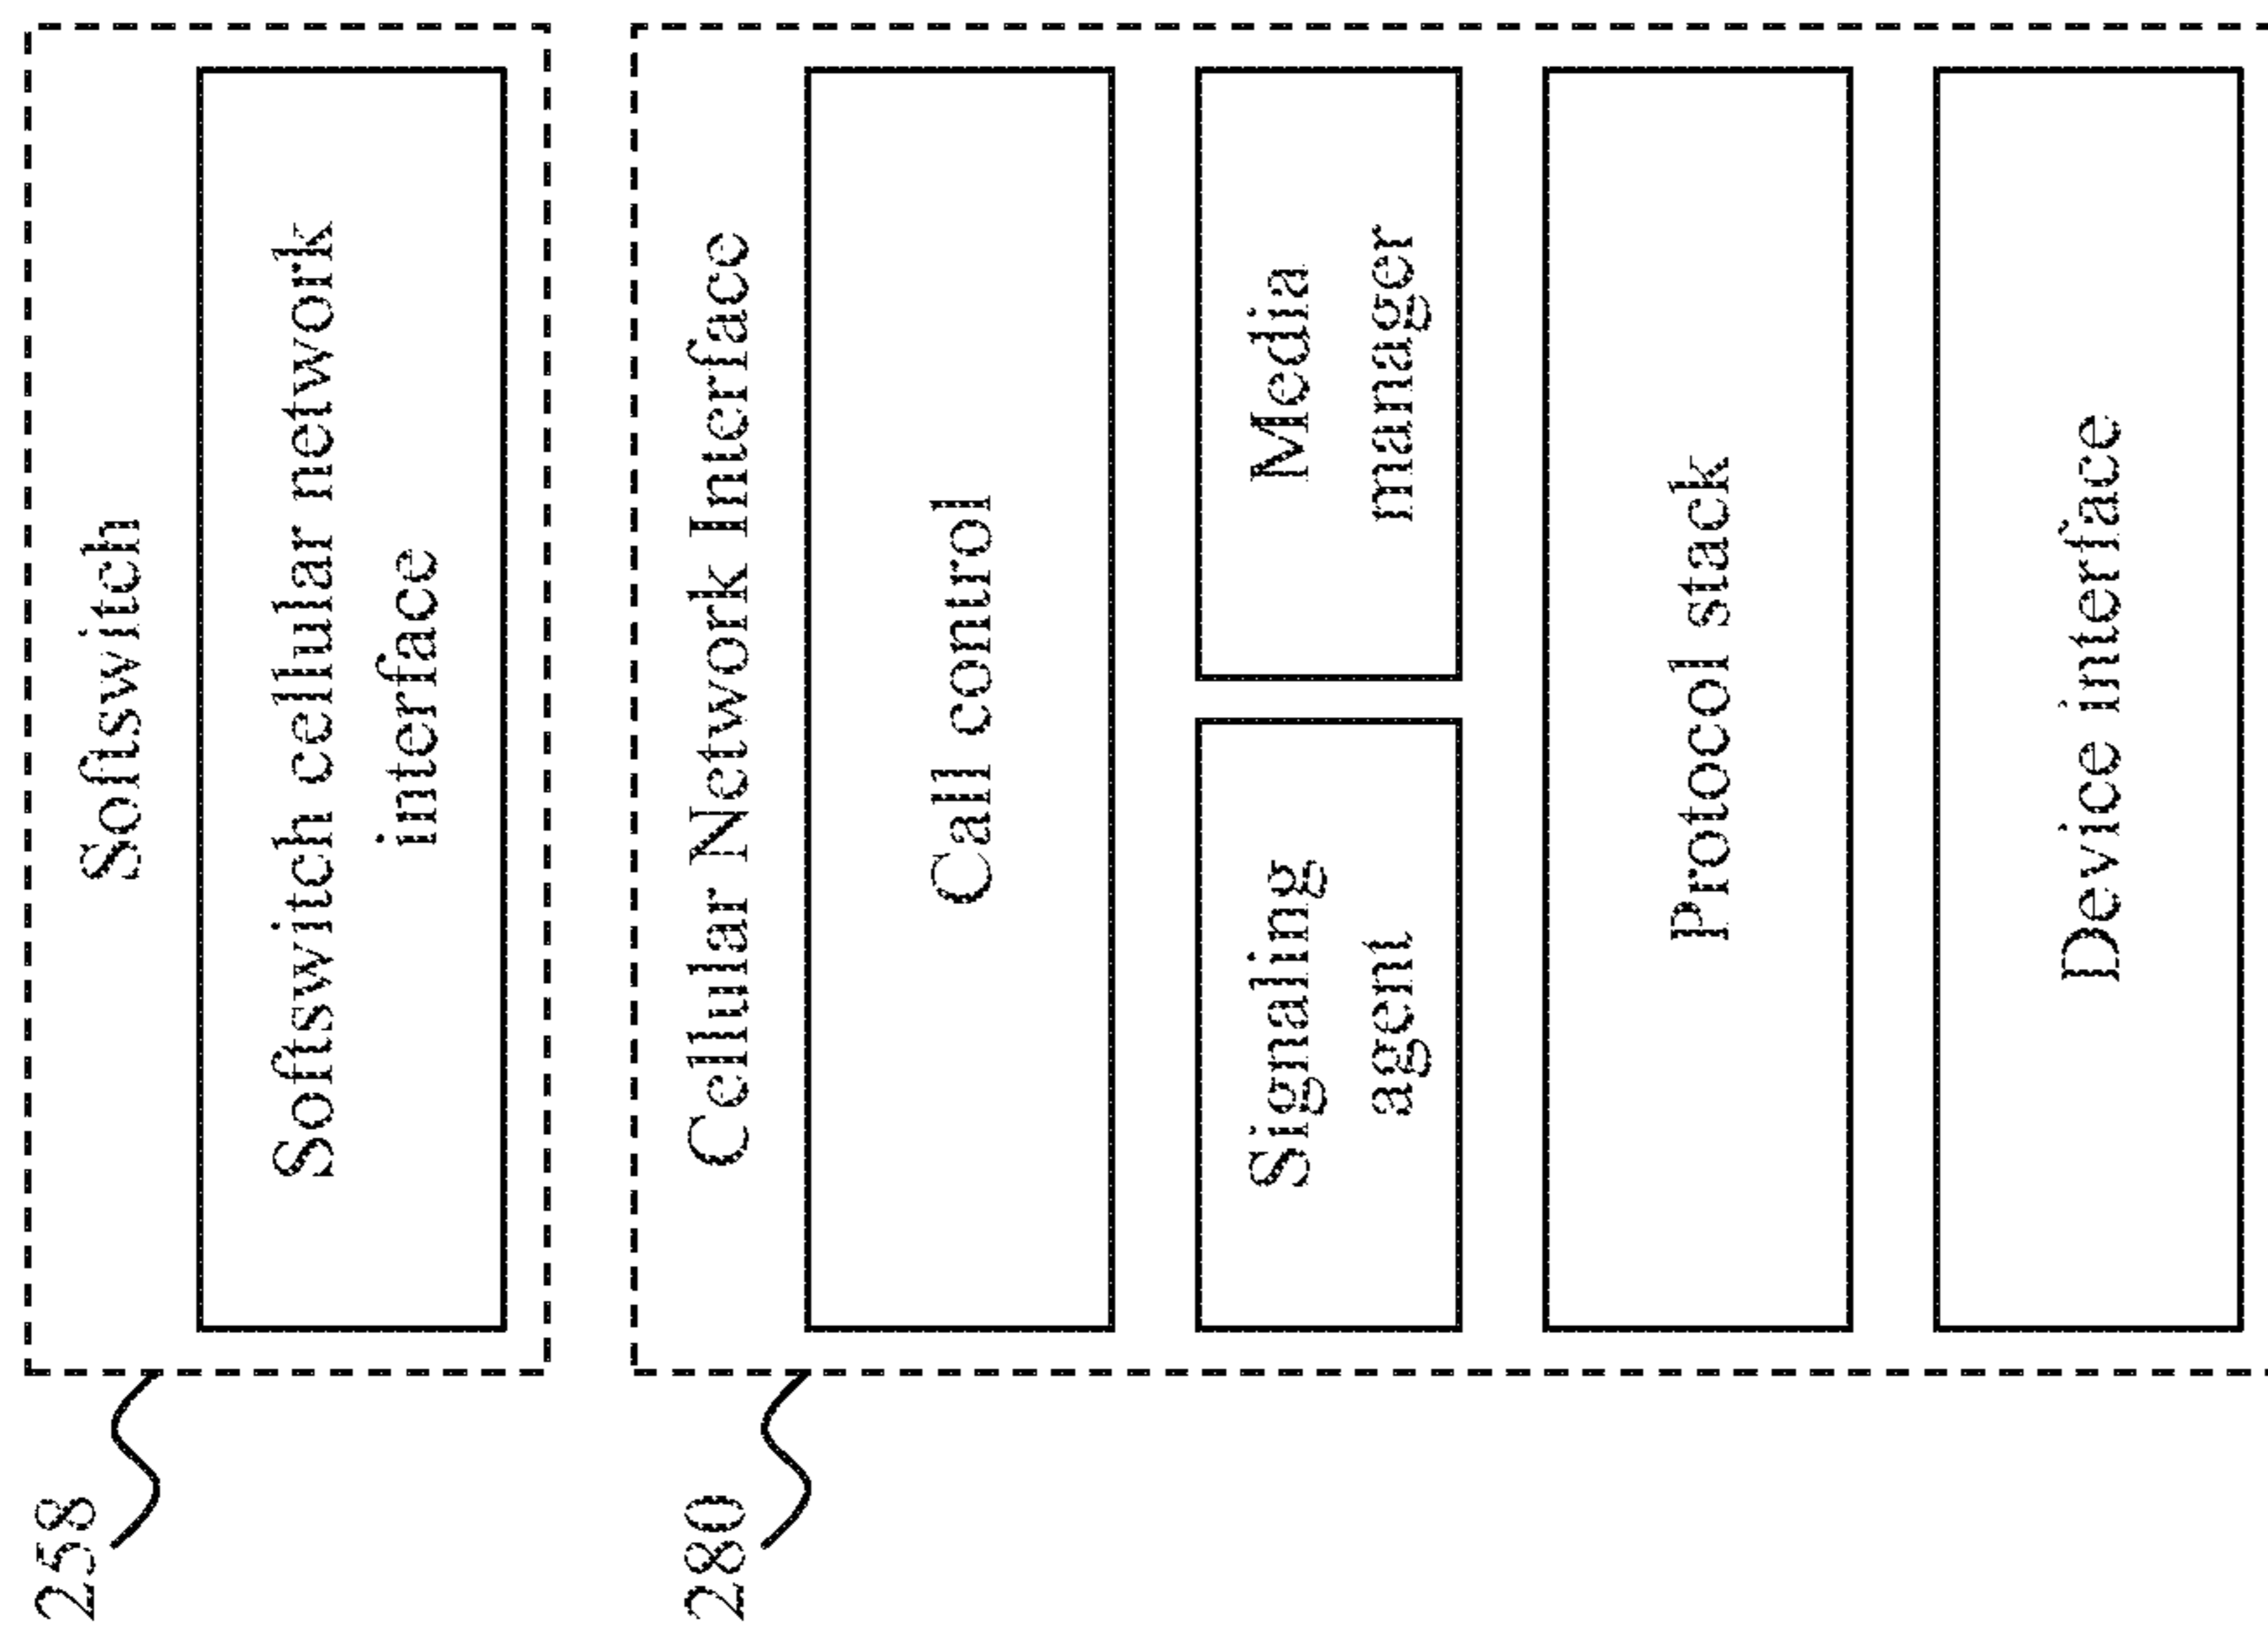 258
Softswitch
Softswitch cellular network
interface
280
Cellular Network Interface
Call control
Signaling
agent
Media
manager
Protocol stack
Device interface